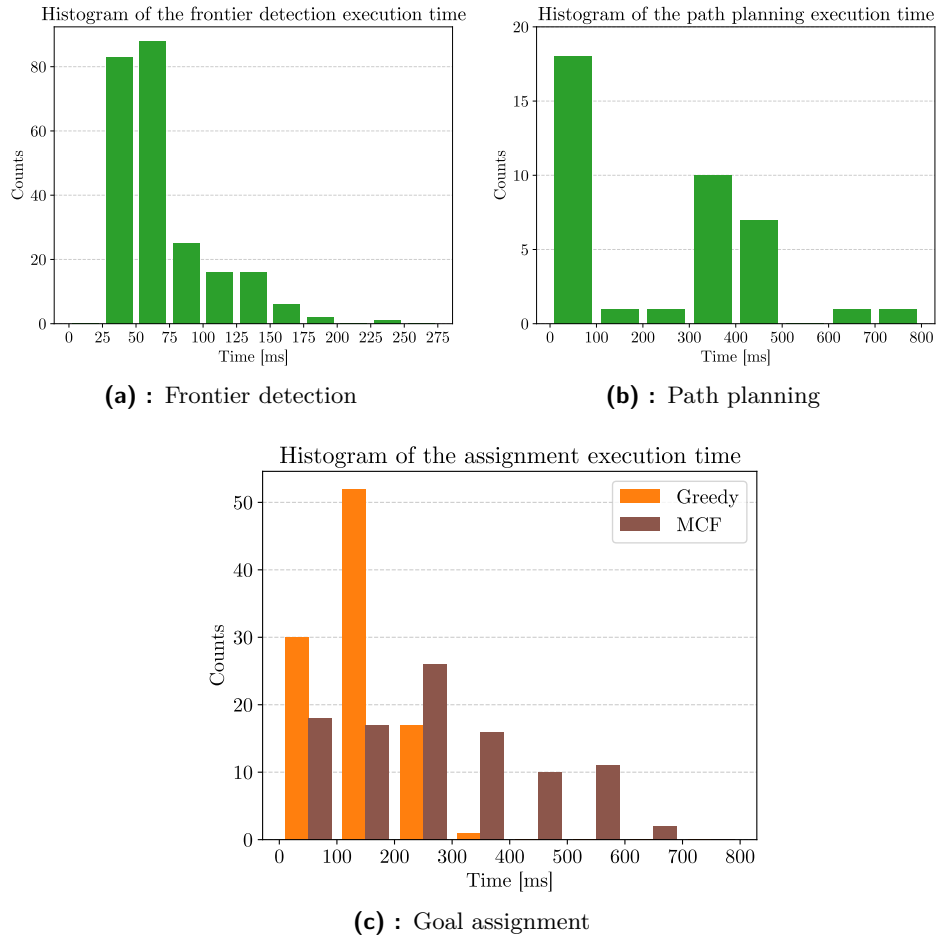 Histogram of the frontier detection execution time
80
60
40
20
0
Counts
0 25 50 75 100 125 150 175 200 225 250 275
Time [ms]
(a) : Frontier detection
Histogram of the path planning execution time
20
15
10
5
0
Counts
0 100 200 300 400 500 600 700 800
Time [ms]
(b) : Path planning
Histogram of the assignment execution time
Greedy
MCF
50
40
30
20
10
0
Counts
0 100 200 300 400 500 600 700 800
Time [ms]
(c) : Goal assignment